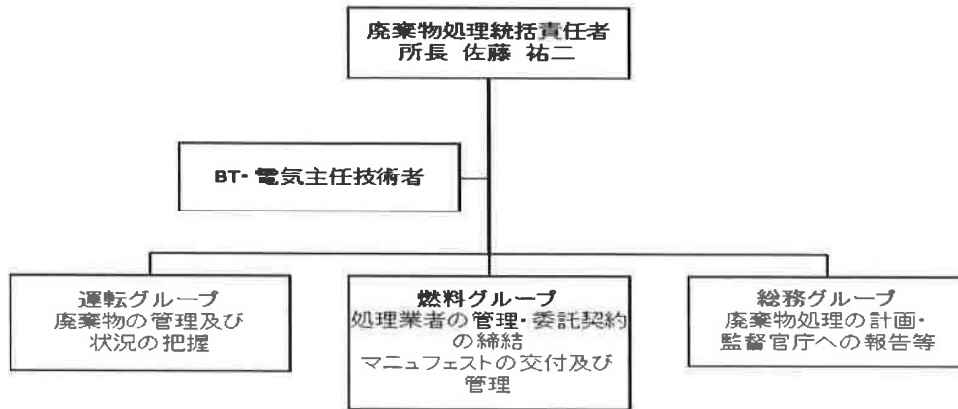 廃棄物処理統括責任者
所長 佐藤 祐二
BT・電気主任技術者
運転グループ
廃棄物の管理及び
状況の把握
燃料グループ
処理業者の管理・委託契約
の締結
マニュフェストの交付及び
管理
総務グループ
廃棄物処理の計画・
監督官庁への報告等